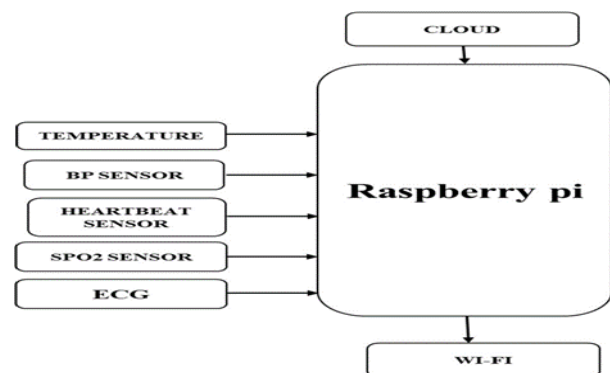 CLOUD
TEMPERATURE
BP SENSOR
HEARTBEAT
SENSOR
SPO2 SENSOR
ECG
Raspberry pi
WI-FI